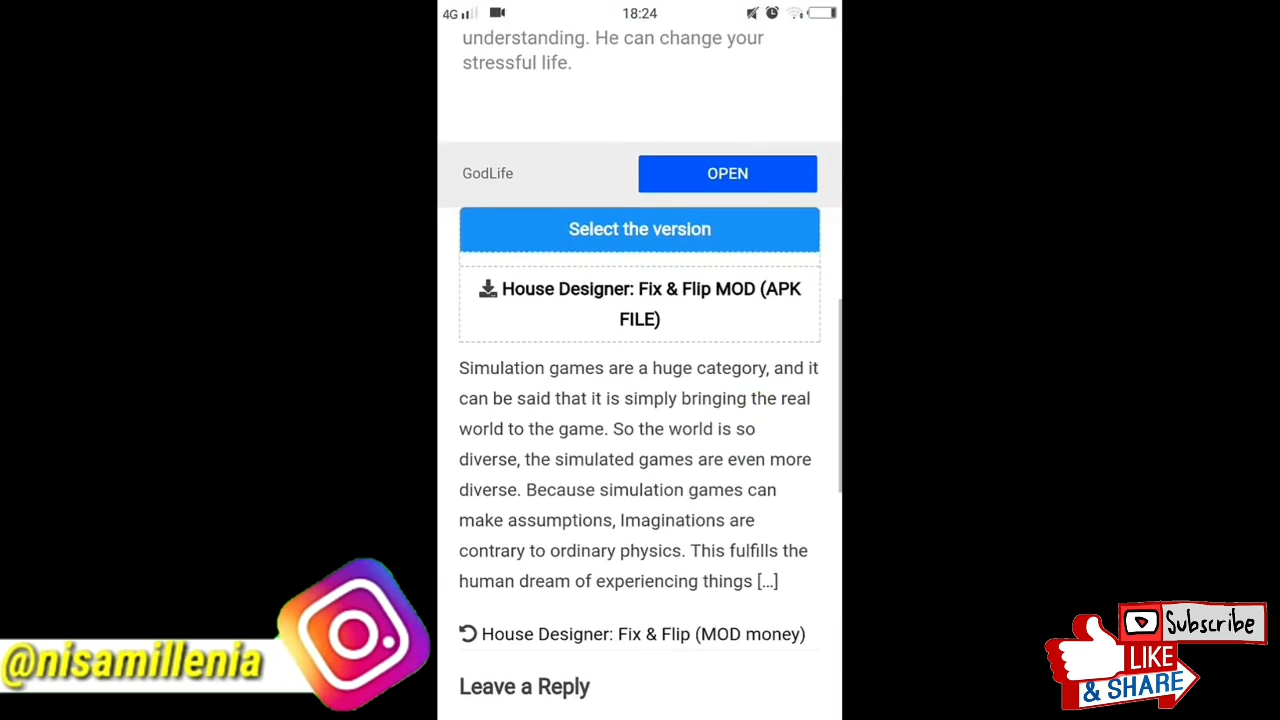 4G 18:24
understanding. He can change your
stressful life.
GodLife OPEN
Select the version
House Designer: Fix & Flip MOD (APK
FILE)
Simulation games are a huge category, and it
can be said that it is simply bringing the real
world to the game. So the world is so
diverse, the simulated games are even more
diverse. Because simulation games can
make assumptions, Imaginations are
contrary to ordinary physics. This fulfills the
human dream of experiencing things [...]
House Designer: Fix & Flip (MOD money)
Leave a Reply
@nisamillenia
Subscribe
LIKE
& SHARE